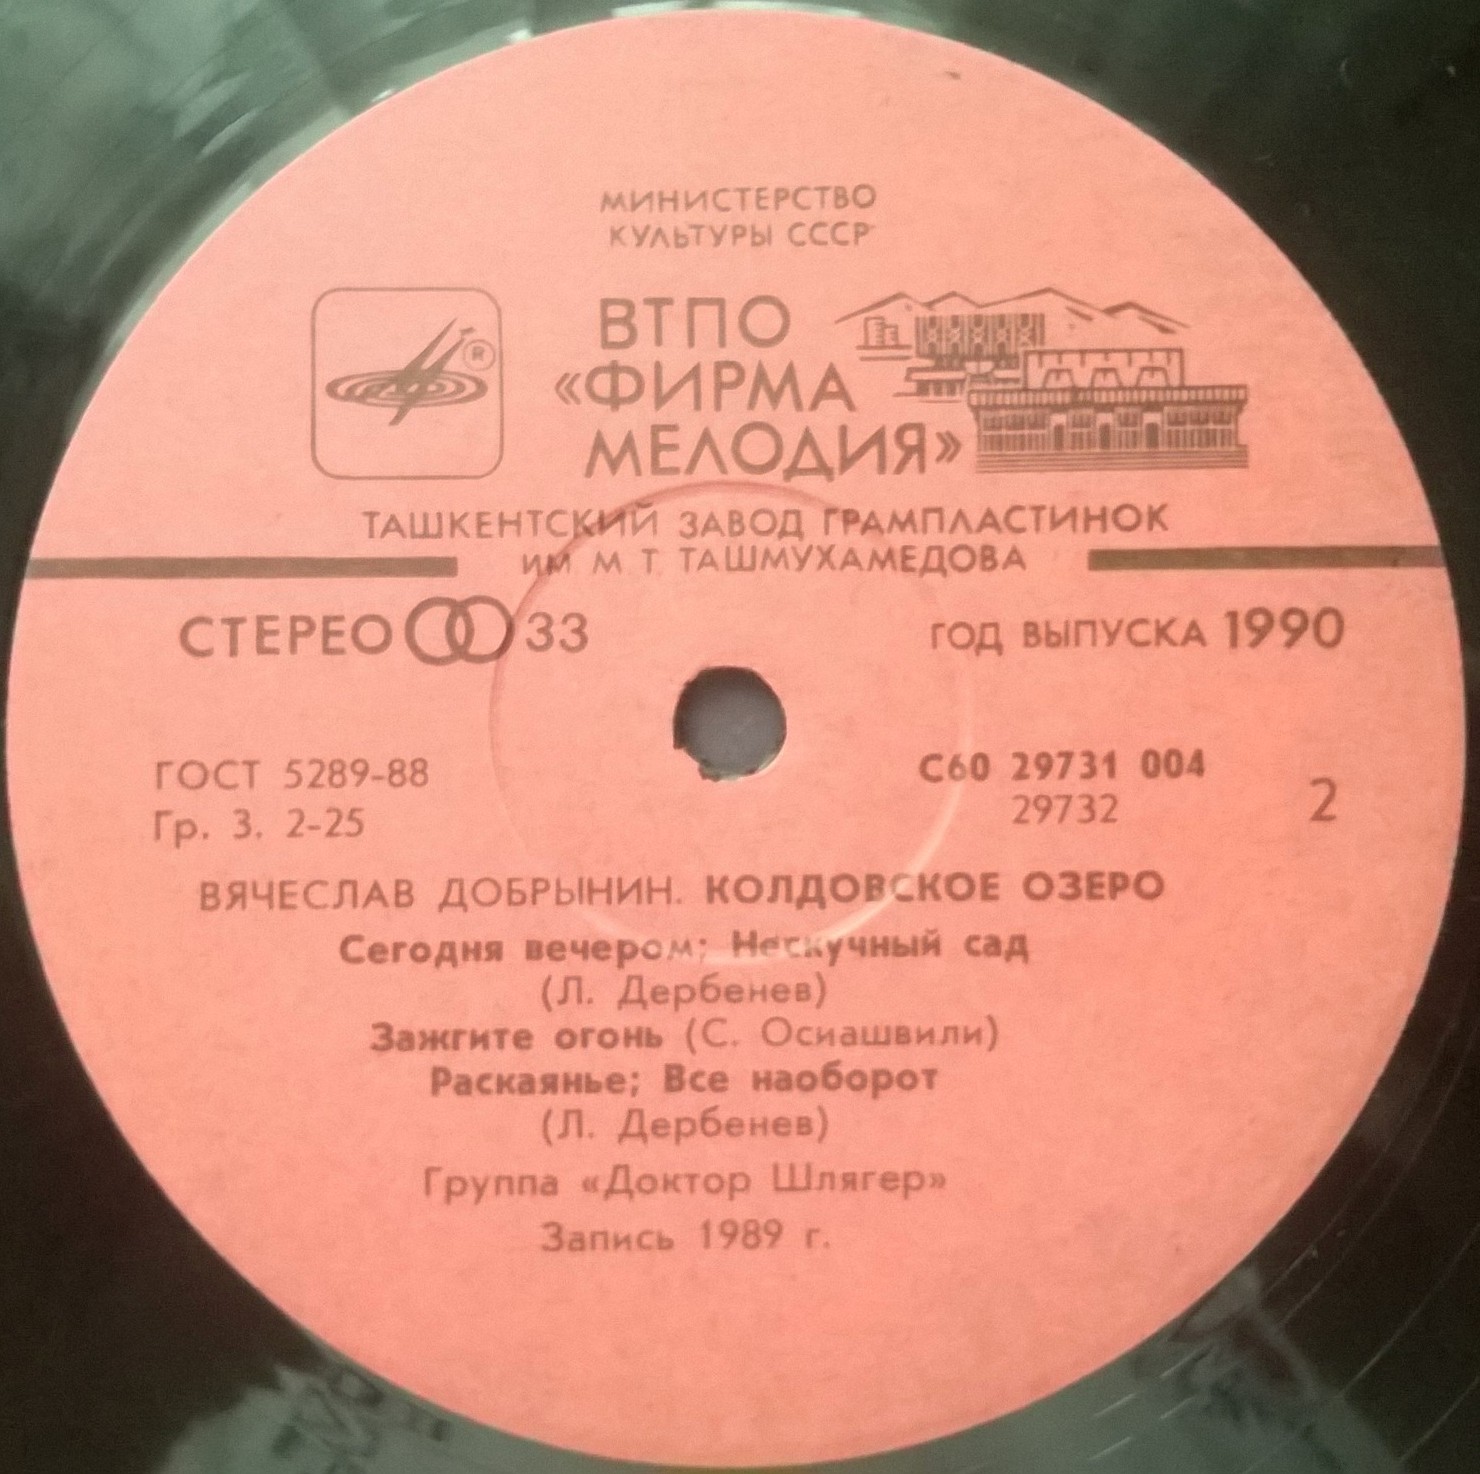 МИНИСТЕРСТВО
КУЛЬТУРЫ СССР
ВТПО
«ФИРМА
МЕЛОДИЯ»
®
ТАШКЕНТСКИЙ ЗАВОД ГРАМПЛАСТИНОК
ИМ М Т ТАШМУХАМЕДОВА
СТЕРЕО 33
ГОД ВЫПУСКА 1990
ГОСТ 5289-88
Гр. 3. 2-25
С60 29731 004
29732
2
ВЯЧЕСЛАВ ДОБРЫНИН. КОЛДОВСКОЕ ОЗЕРО
Сегодня вечером; Нескучный сад
(Л. Дербенев)
Зажгите огонь (С. Осиашвили)
Раскаянье; Все наоборот
(Л. Дербенев)
Группа «Доктор Шлягер»
Запись 1989 г.